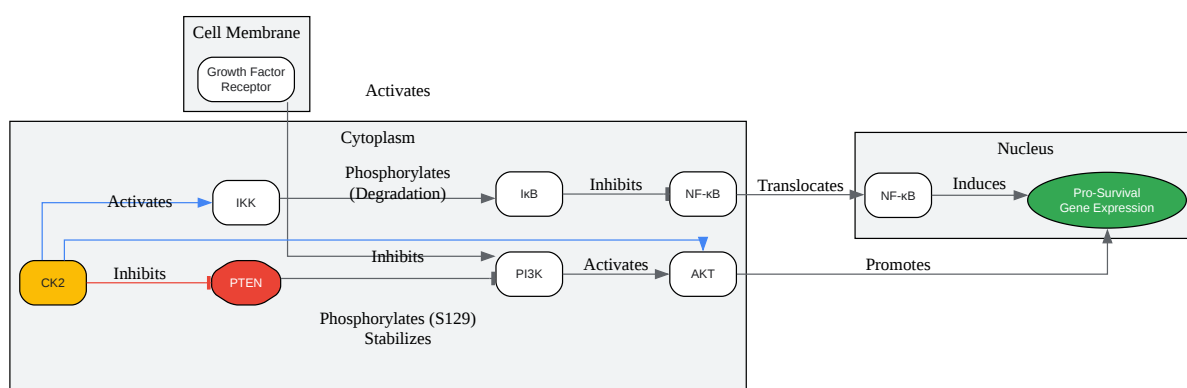 Cell Membrane
Growth Factor
Receptor
Activates
Cytoplasm
Nucleus
Phosphorylates
(Degradation)
Activates
IKK
IκB
Inhibits
NF-κB
Translocates
NF-κB
Induces
Pro-Survival
Gene Expression
Inhibits
CK2
Inhibits
PTEN
PI3K
Activates
AKT
Promotes
Phosphorylates (S129)
Stabilizes